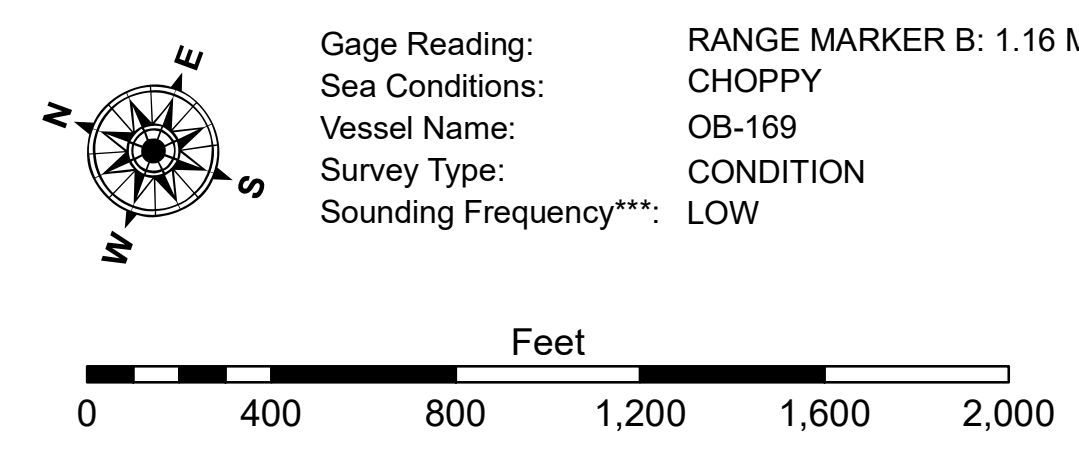 N
E
S
W
Gage Reading: RANGE MARKER B: 1.16
Sea Conditions: CHOPPY
Vessel Name: OB-169
Survey Type: CONDITION
Sounding Frequency***: LOW
Feet
0 400 800 1,200 1,600 2,000